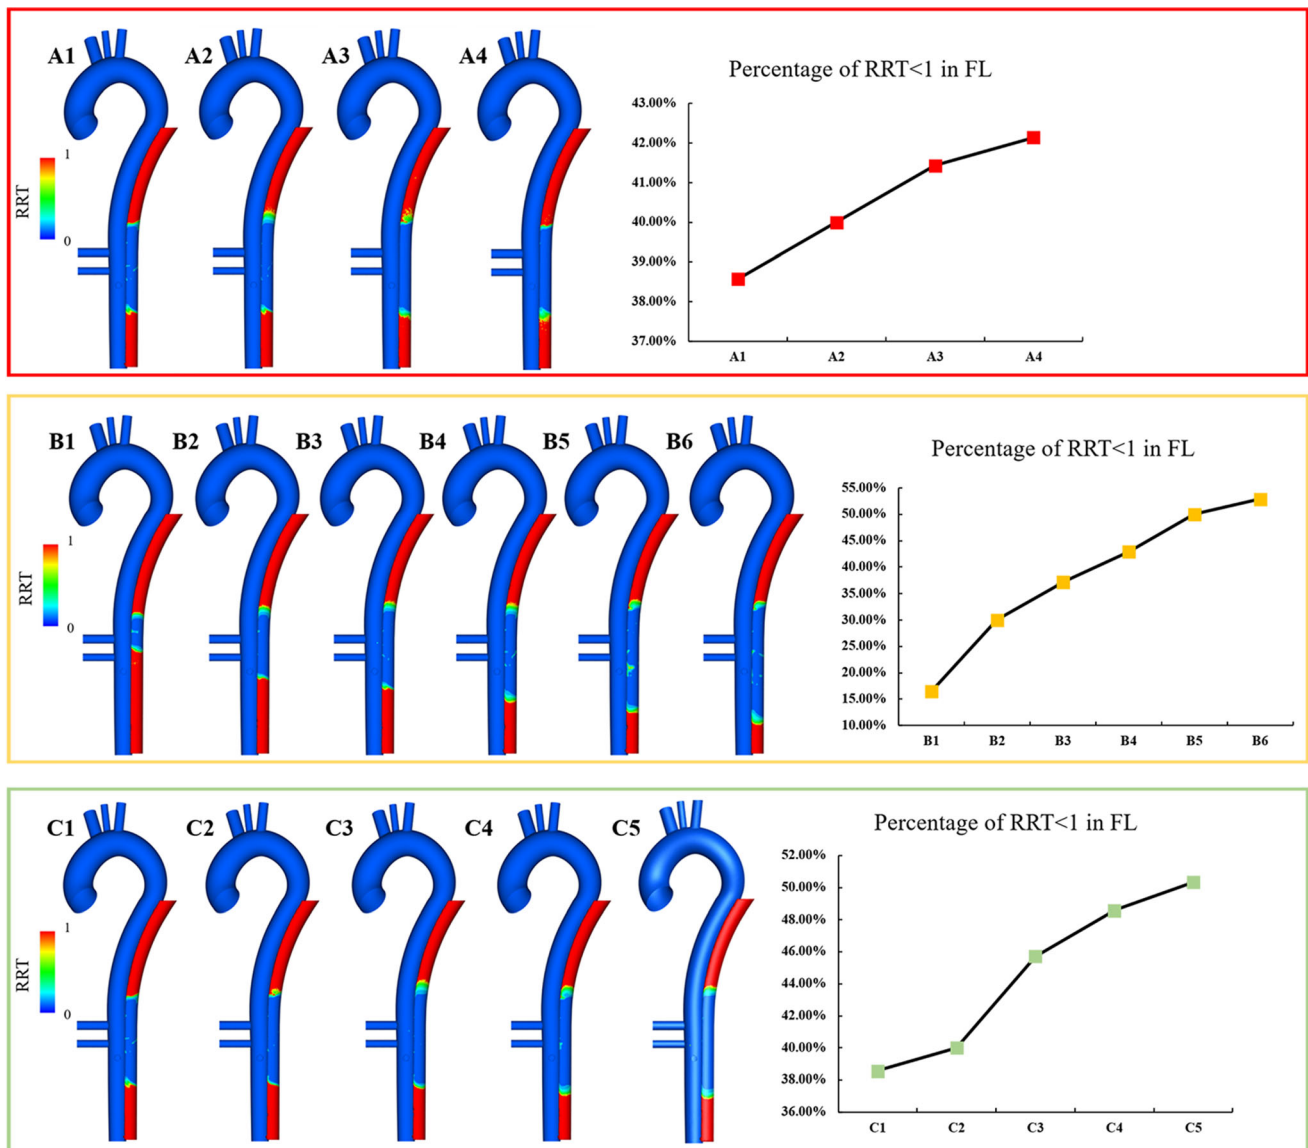 A1 A2 A3 A4
Percentage of RRT<1 in FL
RRT
1
0
43.00%
42.00%
41.00%
40.00%
39.00%
38.00%
37.00%
A1 A2 A3 A4
B1 B2 B3 B4 B5 B6
Percentage of RRT<1 in FL
RRT
1
0
55.00%
50.00%
45.00%
40.00%
35.00%
30.00%
25.00%
20.00%
15.00%
10.00%
B1 B2 B3 B4 B5 B6
C1 C2 C3 C4 C5
Percentage of RRT<1 in FL
RRT
1
0
52.00%
50.00%
48.00%
46.00%
44.00%
42.00%
40.00%
38.00%
36.00%
C1 C2 C3 C4 C5